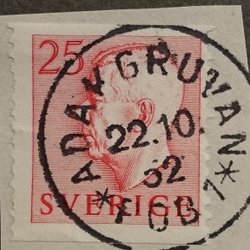 25
ADAKGRUVAN
22.10.
52
SVERIGE